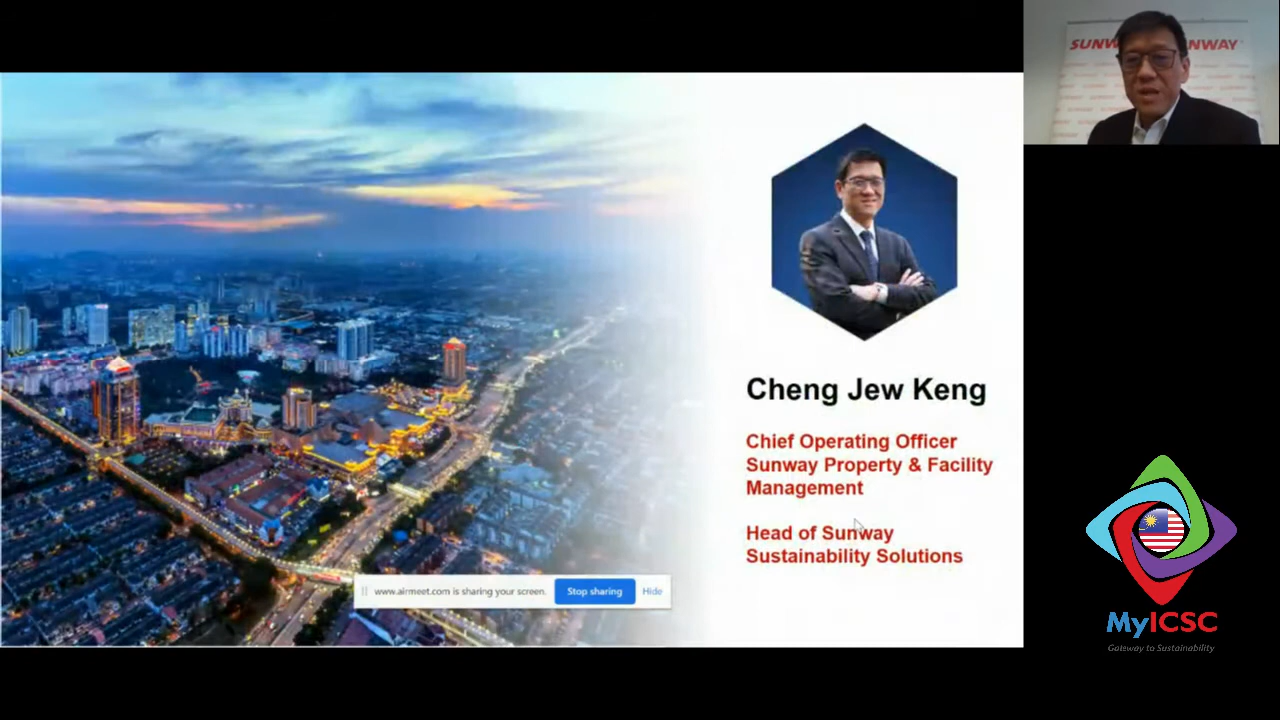 SUNWAY
Cheng Jew Keng
Chief Operating Officer
Sunway Property & Facility
Management
Head of Sunway
Sustainability Solutions
www.airmeet.com is sharing your screen.
Stop sharing
Hide
MyICSC
Gateway to Sustainability